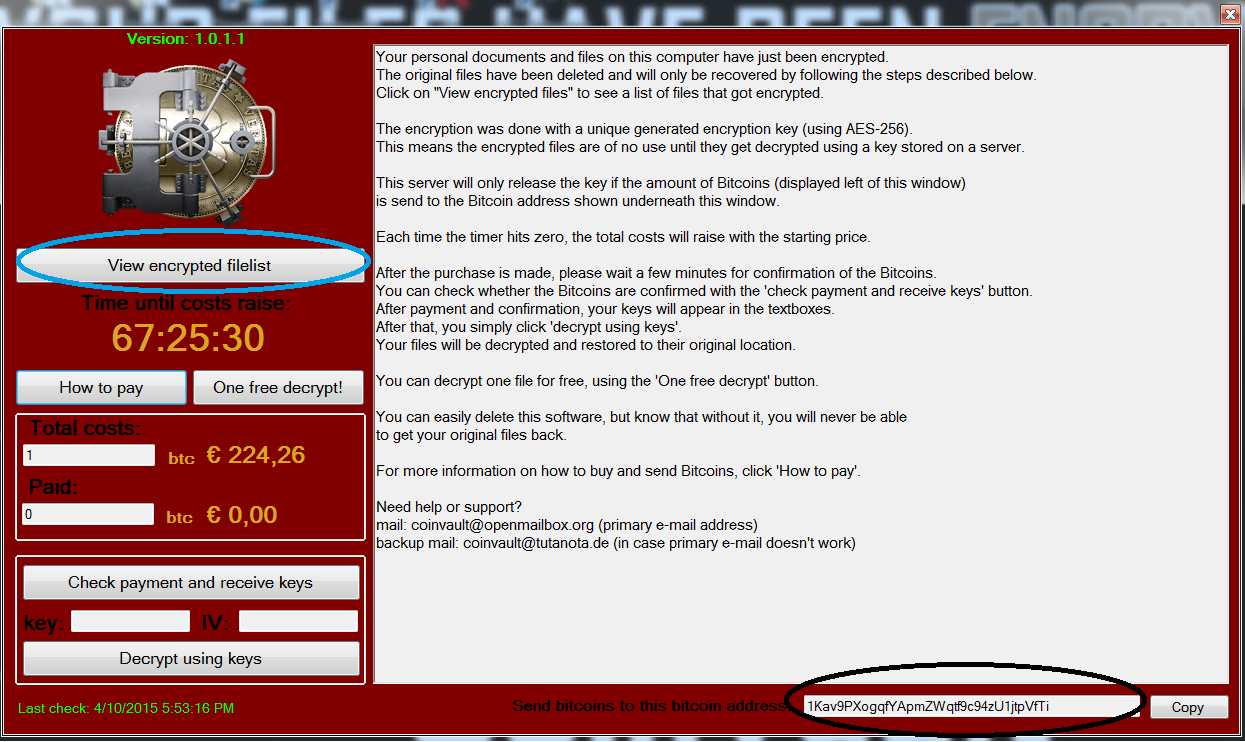 YOUR FILES HAVE BEEN ENCRY
Version: 1.0.1.1
View encrypted filelist
Time until costs raise:
67:25:30
How to pay
One free decrypt!
Total costs:
1 btc € 224,26
Paid:
0 btc € 0,00
Check payment and receive keys
key: IV:
Decrypt using keys
Last check: 4/10/2015 5:53:16 PM
Your personal documents and files on this computer have just been encrypted.
The original files have been deleted and will only be recovered by following the steps described below.
Click on "View encrypted files" to see a list of files that got encrypted.
The encryption was done with a unique generated encryption key (using AES-256).
This means the encrypted files are of no use until they get decrypted using a key stored on a server.
This server will only release the key if the amount of Bitcoins (displayed left of this window)
is send to the Bitcoin address shown underneath this window.
Each time the timer hits zero, the total costs will raise with the starting price.
After the purchase is made, please wait a few minutes for confirmation of the Bitcoins.
You can check whether the Bitcoins are confirmed with the 'check payment and receive keys' button.
After payment and confirmation, your keys will appear in the textboxes.
After that, you simply click 'decrypt using keys'.
Your files will be decrypted and restored to their original location.
You can decrypt one file for free, using the 'One free decrypt' button.
You can easily delete this software, but know that without it, you will never be able
to get your original files back.
For more information on how to buy and send Bitcoins, click 'How to pay'.
Need help or support?
mail: coinvault@openmailbox.org (primary e-mail address)
backup mail: coinvault@tutanota.de (in case primary e-mail doesn't work)
Send bitcoins to this bitcoin address: 1Kav9PXogqfYApmZWqtf9c94zU1jtpVfTi
Copy